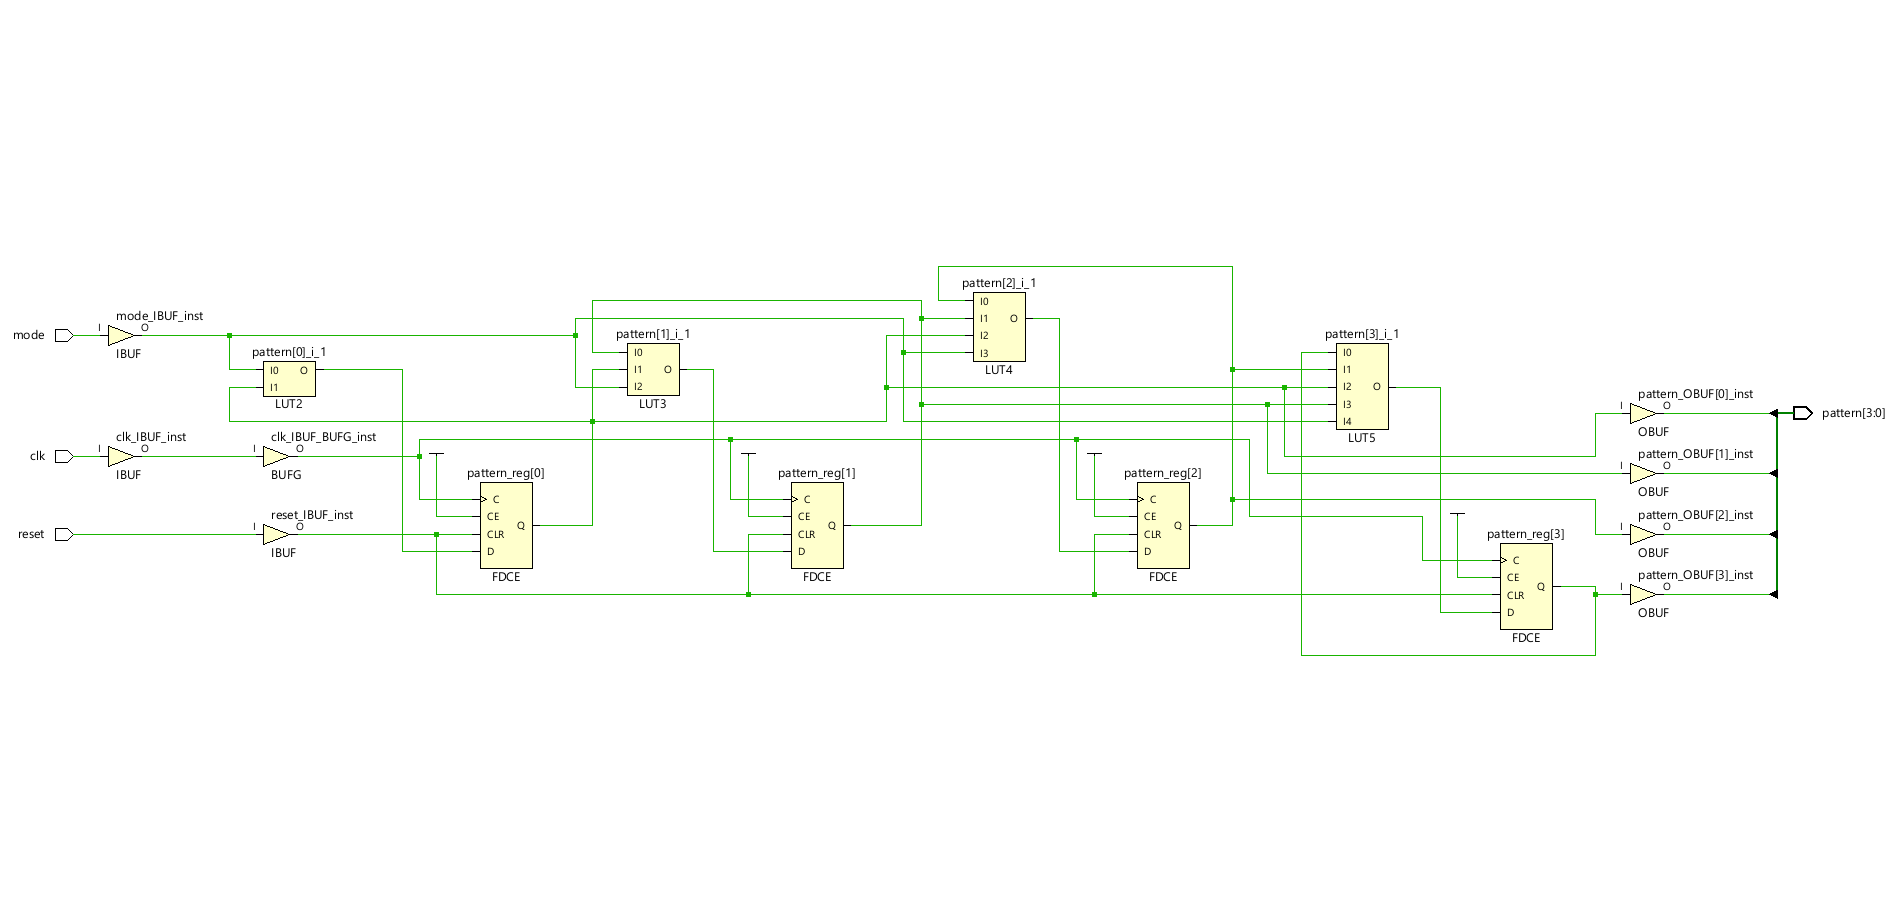 mode
I
mode_IBUF_inst
O
IBUF
pattern[0]_i_1
I0
O
I1
LUT2
pattern[1]_i_1
I0
I1
O
I2
LUT3
pattern[2]_i_1
I0
I1
O
I2
I3
LUT4
pattern[3]_i_1
I0
I1
I2
O
I3
I4
LUT5
clk
I
clk_IBUF_inst
O
IBUF
I
clk_IBUF_BUFG_inst
O
BUFG
reset
I
reset_IBUF_inst
O
IBUF
pattern_reg[0]
C
CE
Q
CLR
D
FDCE
pattern_reg[1]
C
CE
Q
CLR
D
FDCE
pattern_reg[2]
C
CE
Q
CLR
D
FDCE
pattern_reg[3]
C
CE
Q
CLR
D
FDCE
pattern_OBUF[0]_inst
I
O
OBUF
pattern_OBUF[1]_inst
I
O
OBUF
pattern_OBUF[2]_inst
I
O
OBUF
pattern_OBUF[3]_inst
I
O
OBUF
pattern[3:0]